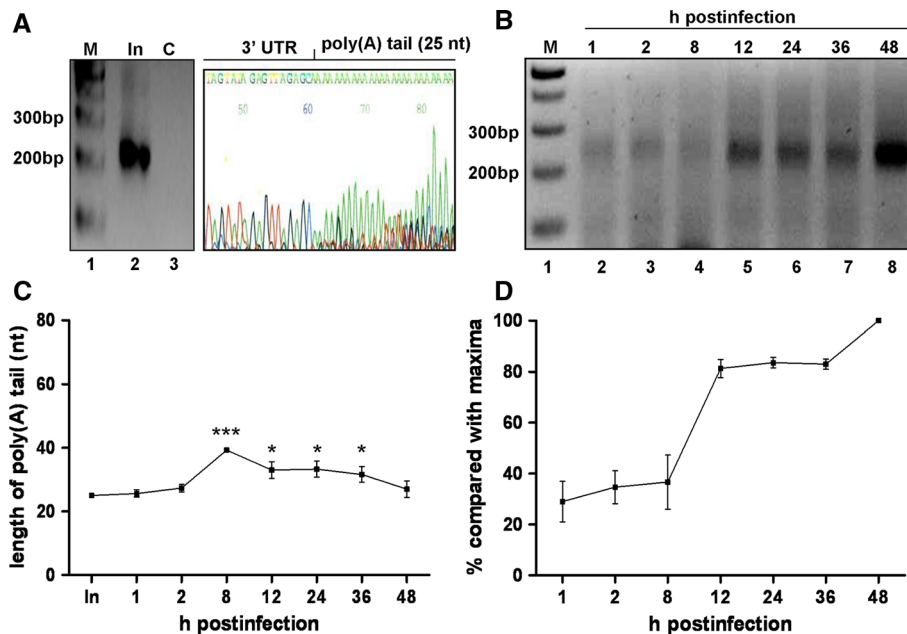 A
M In C
300bp
200bp
1 2 3
3' UTR poly(A) tail (25 nt)
TAGTATAGAGTTAGAGCAAAAAAAAAAAAAAAAAAAAAAAAA
50 60 70 80
B
h postinfection
M 1 2 8 12 24 36 48
300bp
200bp
1 2 3 4 5 6 7 8
C
length of poly(A) tail (nt)
80
60
40
20
0
*** * * *
In 1 2 8 12 24 36 48
h postinfection
D
% compared with maxima
100
80
60
40
20
0
1 2 8 12 24 36 48
h postinfection